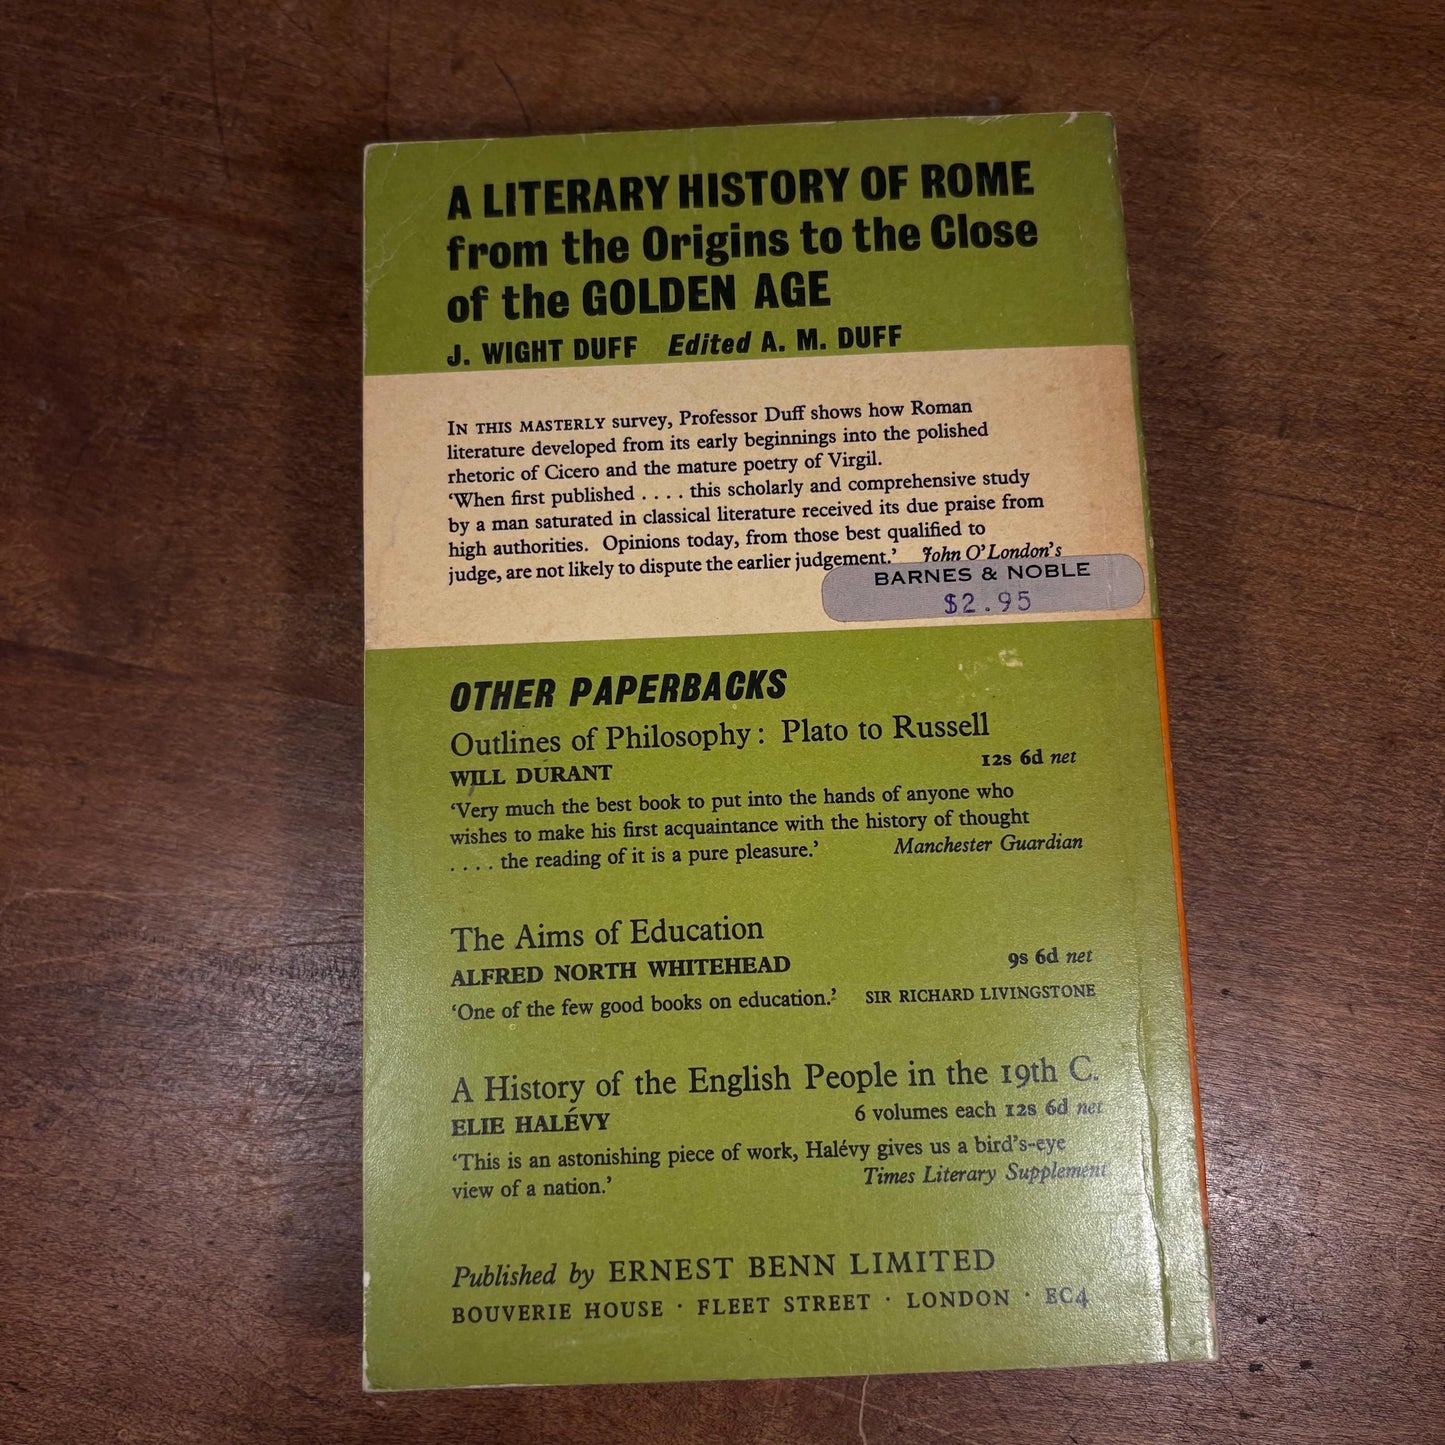 A LITERARY HISTORY OF ROME
from the Origins to the Close
of the GOLDEN AGE
J. WIGHT DUFF Edited A. M. DUFF
IN THIS MASTERLY survey, Professor Duff shows how Roman
literature developed from its early beginnings into the polished
rhetoric of Cicero and the mature poetry of Virgil.
‘When first published . . . . this scholarly and comprehensive study
by a man saturated in classical literature received its due praise from
high authorities. Opinions today, from those best qualified to
judge, are not likely to dispute the earlier judgement.’ John O’London’s
BARNES & NOBLE
$2.95
OTHER PAPERBACKS
Outlines of Philosophy: Plato to Russell
WILL DURANT 12s 6d net
‘Very much the best book to put into the hands of anyone who
wishes to make his first acquaintance with the history of thought
. . . . the reading of it is a pure pleasure.’ Manchester Guardian
The Aims of Education
ALFRED NORTH WHITEHEAD 9s 6d net
‘One of the few good books on education.’ SIR RICHARD LIVINGSTONE
A History of the English People in the 19th C.
ELIE HALÉVY 6 volumes each 12s 6d net
‘This is an astonishing piece of work, Halévy gives us a bird’s-eye
view of a nation.’ Times Literary Supplement
Published by ERNEST BENN LIMITED
BOUVERIE HOUSE · FLEET STREET · LONDON · EC4